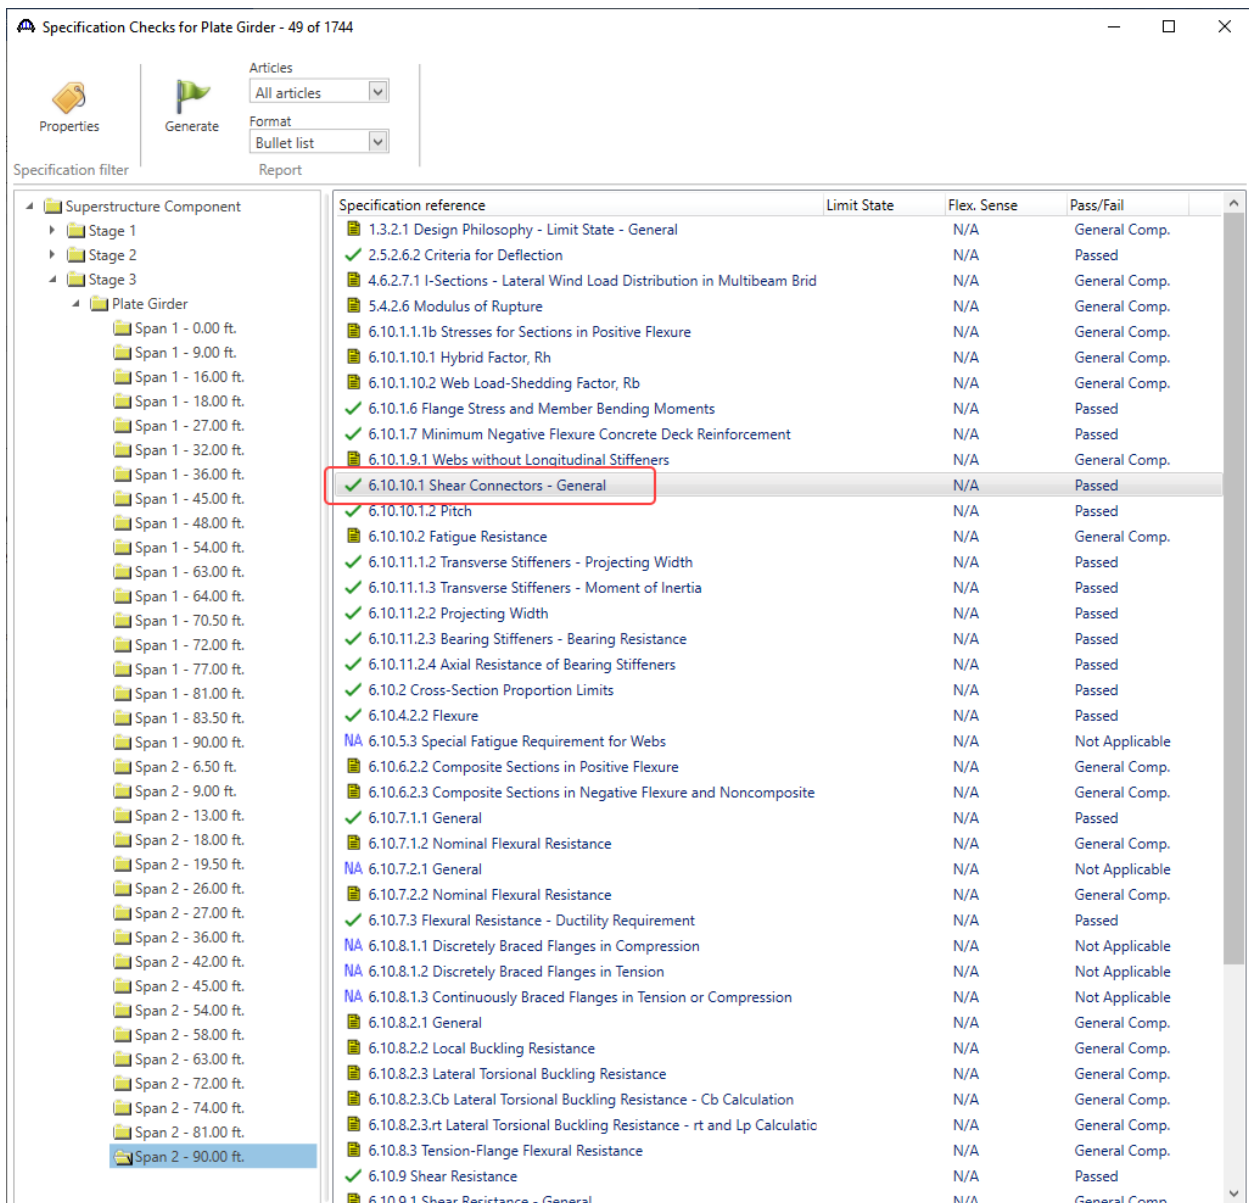 Specification Checks for Plate Girder - 49 of 1744
Properties
Generate
Articles
All articles
Format
Bullet list
Specification filter
Report
Superstructure Component
Stage 1
Stage 2
Stage 3
Plate Girder
Span 1 - 0.00 ft.
Span 1 - 9.00 ft.
Span 1 - 16.00 ft.
Span 1 - 18.00 ft.
Span 1 - 27.00 ft.
Span 1 - 32.00 ft.
Span 1 - 36.00 ft.
Span 1 - 45.00 ft.
Span 1 - 48.00 ft.
Span 1 - 54.00 ft.
Span 1 - 63.00 ft.
Span 1 - 64.00 ft.
Span 1 - 70.50 ft.
Span 1 - 72.00 ft.
Span 1 - 77.00 ft.
Span 1 - 81.00 ft.
Span 1 - 83.50 ft.
Span 1 - 90.00 ft.
Span 2 - 6.50 ft.
Span 2 - 9.00 ft.
Span 2 - 13.00 ft.
Span 2 - 18.00 ft.
Span 2 - 19.50 ft.
Span 2 - 26.00 ft.
Span 2 - 27.00 ft.
Span 2 - 36.00 ft.
Span 2 - 42.00 ft.
Span 2 - 45.00 ft.
Span 2 - 54.00 ft.
Span 2 - 58.00 ft.
Span 2 - 63.00 ft.
Span 2 - 72.00 ft.
Span 2 - 74.00 ft.
Span 2 - 81.00 ft.
Span 2 - 90.00 ft.
Specification reference Limit State Flex. Sense Pass/Fail
1.3.2.1 Design Philosophy - Limit State - General N/A General Comp.
2.5.2.6.2 Criteria for Deflection N/A Passed
4.6.2.7.1 I-Sections - Lateral Wind Load Distribution in Multibeam Brid N/A General Comp.
5.4.2.6 Modulus of Rupture N/A General Comp.
6.10.1.1.1b Stresses for Sections in Positive Flexure N/A General Comp.
6.10.1.10.1 Hybrid Factor, Rh N/A General Comp.
6.10.1.10.2 Web Load-Shedding Factor, Rb N/A General Comp.
6.10.1.6 Flange Stress and Member Bending Moments N/A Passed
6.10.1.7 Minimum Negative Flexure Concrete Deck Reinforcement N/A Passed
6.10.1.9.1 Webs without Longitudinal Stiffeners N/A General Comp.
6.10.10.1 Shear Connectors - General N/A Passed
6.10.10.1.2 Pitch N/A Passed
6.10.10.2 Fatigue Resistance N/A General Comp.
6.10.11.1.2 Transverse Stiffeners - Projecting Width N/A Passed
6.10.11.1.3 Transverse Stiffeners - Moment of Inertia N/A Passed
6.10.11.2.2 Projecting Width N/A Passed
6.10.11.2.3 Bearing Stiffeners - Bearing Resistance N/A Passed
6.10.11.2.4 Axial Resistance of Bearing Stiffeners N/A Passed
6.10.2 Cross-Section Proportion Limits N/A Passed
6.10.4.2.2 Flexure N/A Passed
NA 6.10.5.3 Special Fatigue Requirement for Webs N/A Not Applicable
6.10.6.2.2 Composite Sections in Positive Flexure N/A General Comp.
6.10.6.2.3 Composite Sections in Negative Flexure and Noncomposite N/A General Comp.
6.10.7.1.1 General N/A Passed
6.10.7.1.2 Nominal Flexural Resistance N/A General Comp.
NA 6.10.7.2.1 General N/A Not Applicable
6.10.7.2.2 Nominal Flexural Resistance N/A General Comp.
6.10.7.3 Flexural Resistance - Ductility Requirement N/A Passed
NA 6.10.8.1.1 Discretely Braced Flanges in Compression N/A Not Applicable
NA 6.10.8.1.2 Discretely Braced Flanges in Tension N/A Not Applicable
NA 6.10.8.1.3 Continuously Braced Flanges in Tension or Compression N/A Not Applicable
6.10.8.2.1 General N/A General Comp.
6.10.8.2.2 Local Buckling Resistance N/A General Comp.
6.10.8.2.3 Lateral Torsional Buckling Resistance N/A General Comp.
6.10.8.2.3.Cb Lateral Torsional Buckling Resistance - Cb Calculation N/A General Comp.
6.10.8.2.3.rt Lateral Torsional Buckling Resistance - rt and Lp Calculatic N/A General Comp.
6.10.8.3 Tension-Flange Flexural Resistance N/A General Comp.
6.10.9 Shear Resistance N/A Passed
6.10.9.1 Shear Resistance - General N/A General Comp.